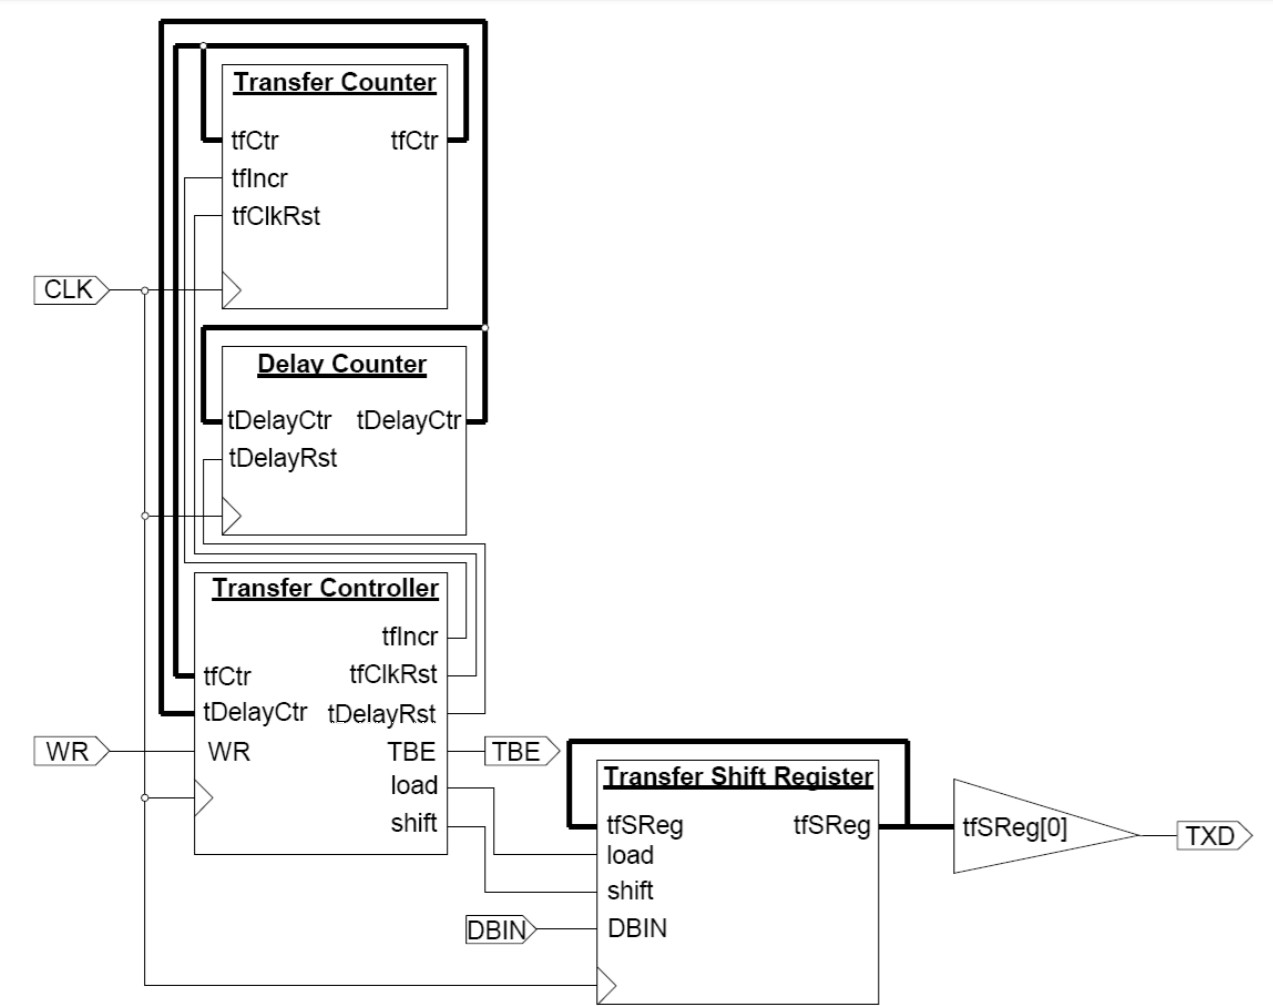 Transfer Counter
tfCtr tfCtr
tfIncr
tfClkRst
CLK
Delay Counter
tDelayCtr tDelayCtr
tDelayRst
Transfer Controller
tfIncr
tfCtr tfClkRst
tDelayCtr tDelayRst
WR WR TBE TBE
load
shift
Transfer Shift Register
tfSReg tfSReg tfSReg[0] TXD
load
shift
DBIN DBIN